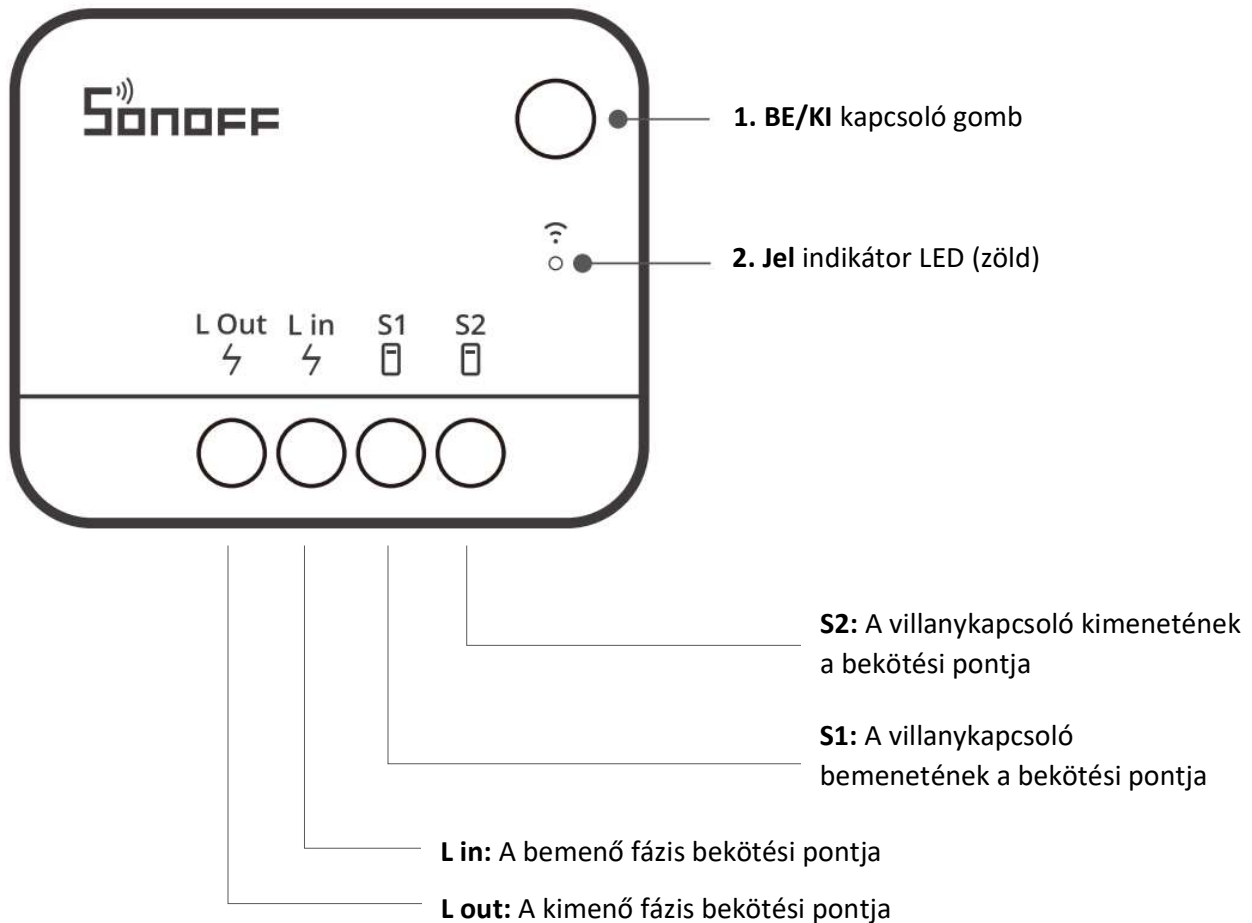 SONOFF
1. BE/KI kapcsoló gomb
2. Jel indikátor LED (zöld)
L Out L in S1 S2
S2: A villanykapcsoló kimenetének
a bekötési pontja
S1: A villanykapcsoló
bemenetének a bekötési pontja
L in: A bemenő fázis bekötési pontja
L out: A kimenő fázis bekötési pontja